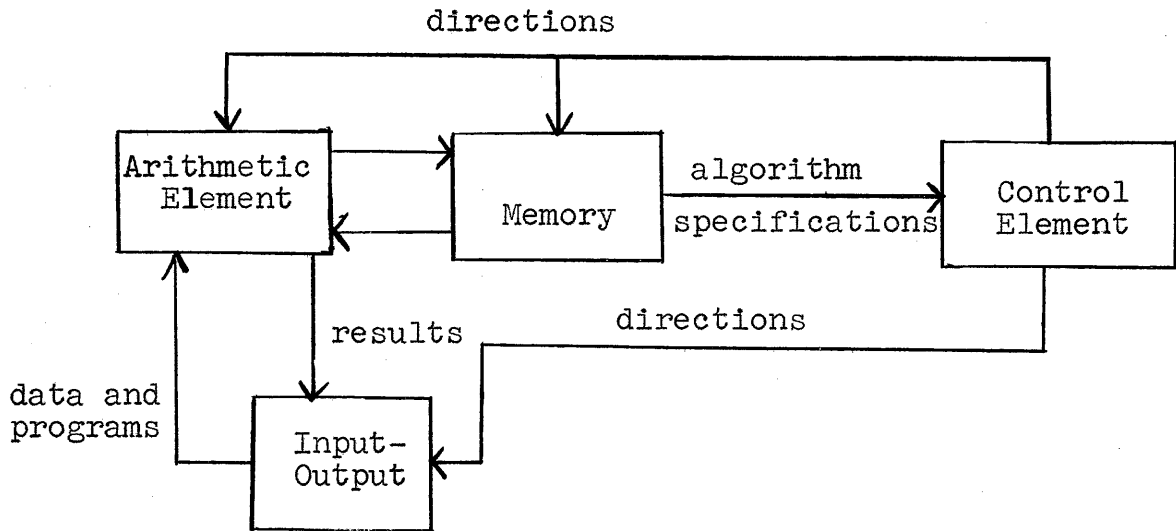 directions
Arithmetic
Element
Memory
algorithm
specifications
Control
Element
results
directions
data and
programs
Input-
Output